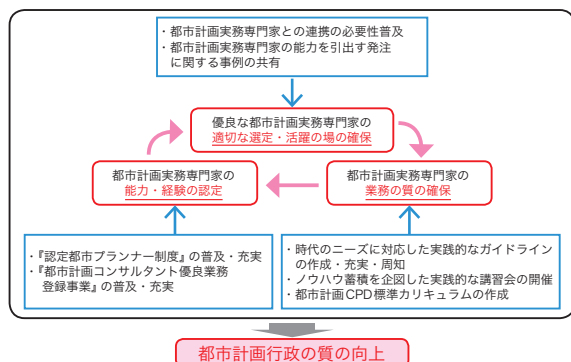 ・都市計画実務専門家との連携の必要性普及
・都市計画実務専門家の能力を引出す発注
に関する事例の共有
優良な都市計画実務専門家の
適切な選定・活躍の場の確保
都市計画実務専門家の
能力・経験の認定
都市計画実務専門家の
業務の質の確保
・『認定都市プランナー制度』の普及・充実
・『都市計画コンサルタント優良業務
登録事業』の普及・充実
・時代のニーズに対応した実践的なガイドライン
の作成・充実・周知
・ノウハウ蓄積を企図した実践的な講習会の開催
・都市計画CPD標準カリキュラムの作成
都市計画行政の質の向上